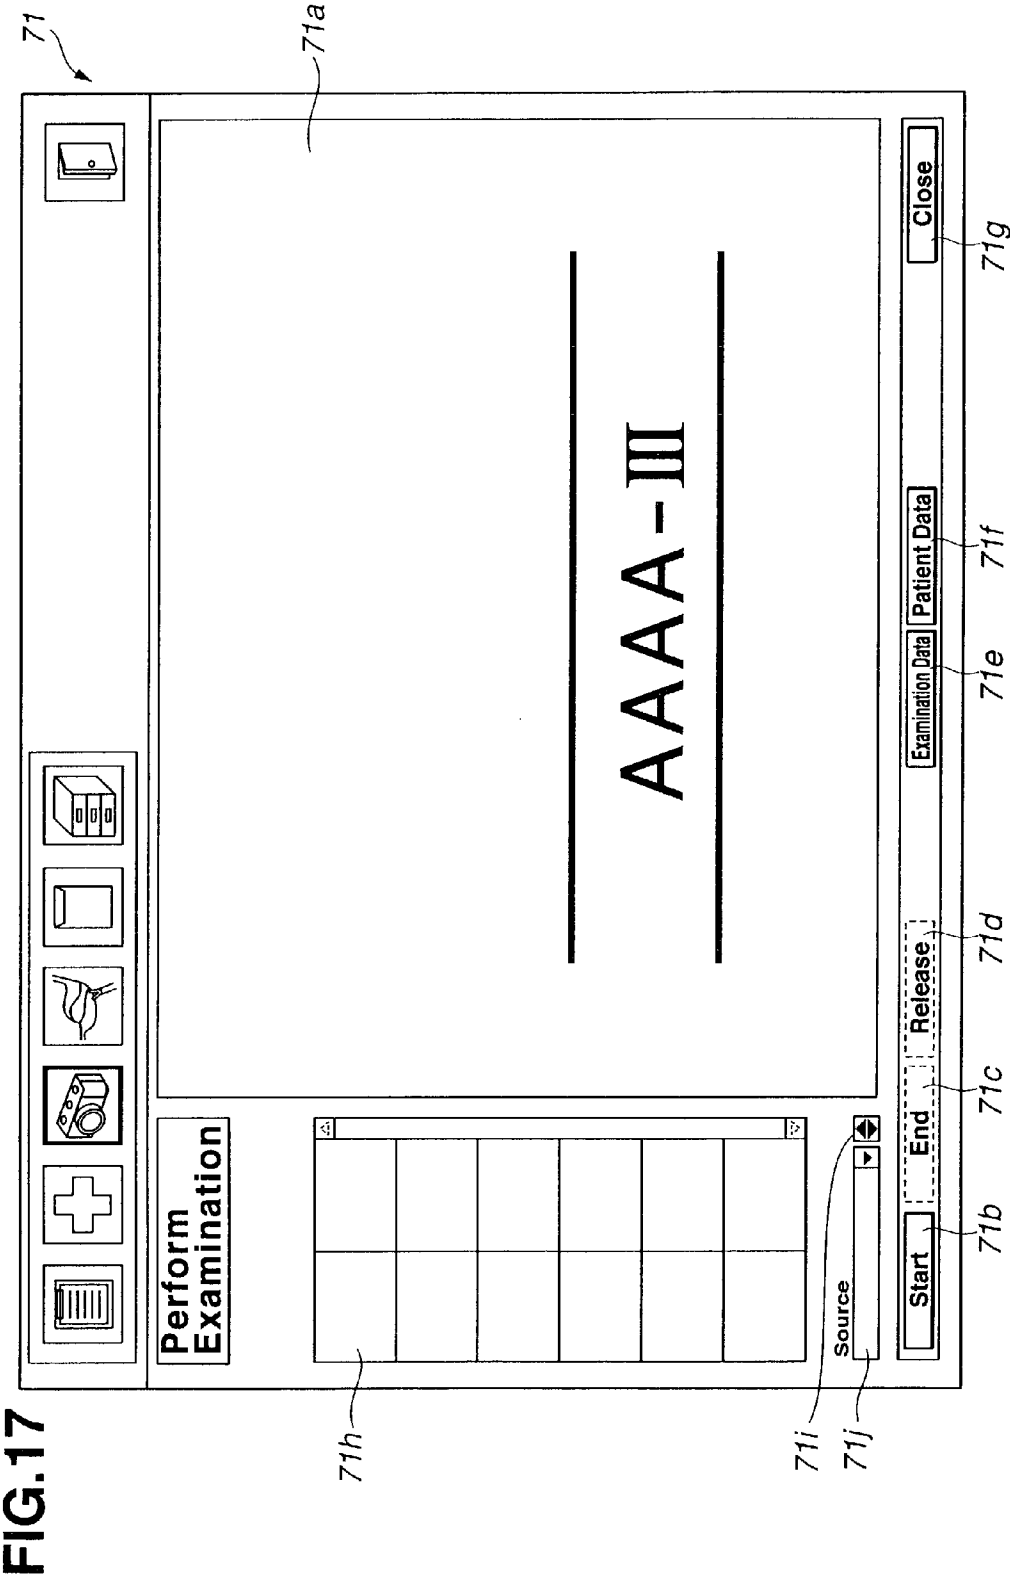 FIG.17
71
71a
Perform
Examination
AAAA-III
71h
Source
71i
71j
Start
End
Release
Examination Data
Patient Data
Close
71b
71c
71d
71e
71f
71g